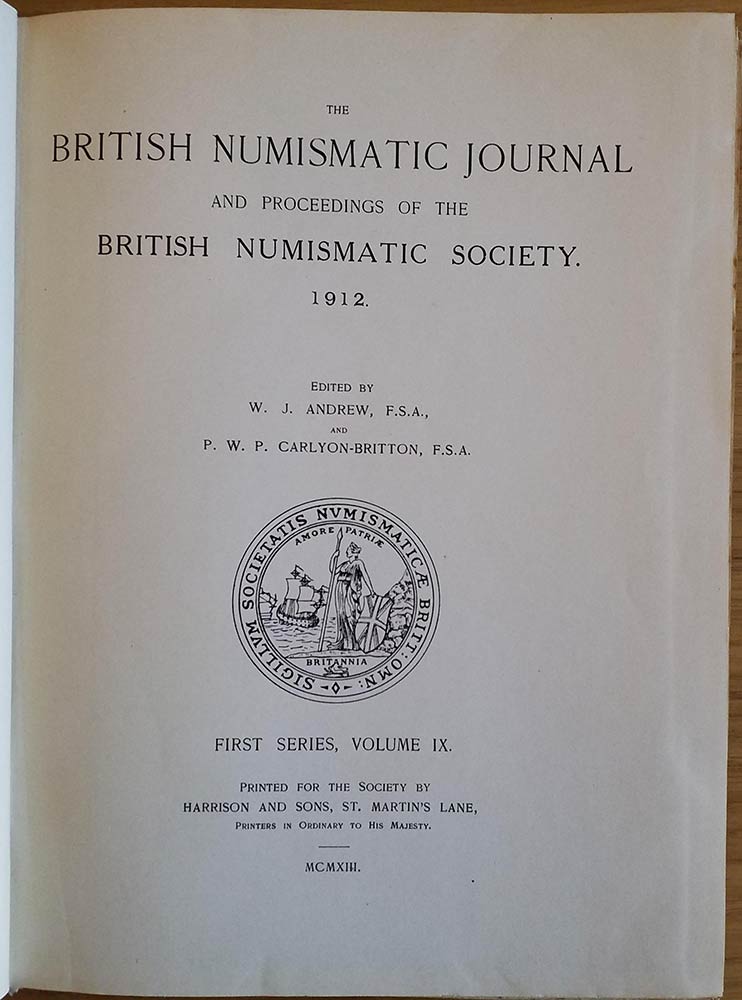 THE
BRITISH NUMISMATIC JOURNAL
AND PROCEEDINGS OF THE
BRITISH NUMISMATIC SOCIETY.
1912.
EDITED BY
W. J. ANDREW, F.S.A.,
AND
P. W. P. CARLYON-BRITTON, F.S.A.
SIGILLVM SOCIETATIS NVMISMATICÆ BRITT: OMN:
AMORE PATRIÆ
BRITANNIA
FIRST SERIES, VOLUME IX.
PRINTED FOR THE SOCIETY BY
HARRISON AND SONS, ST. MARTIN'S LANE,
PRINTERS IN ORDINARY TO HIS MAJESTY.
MCMXIII.